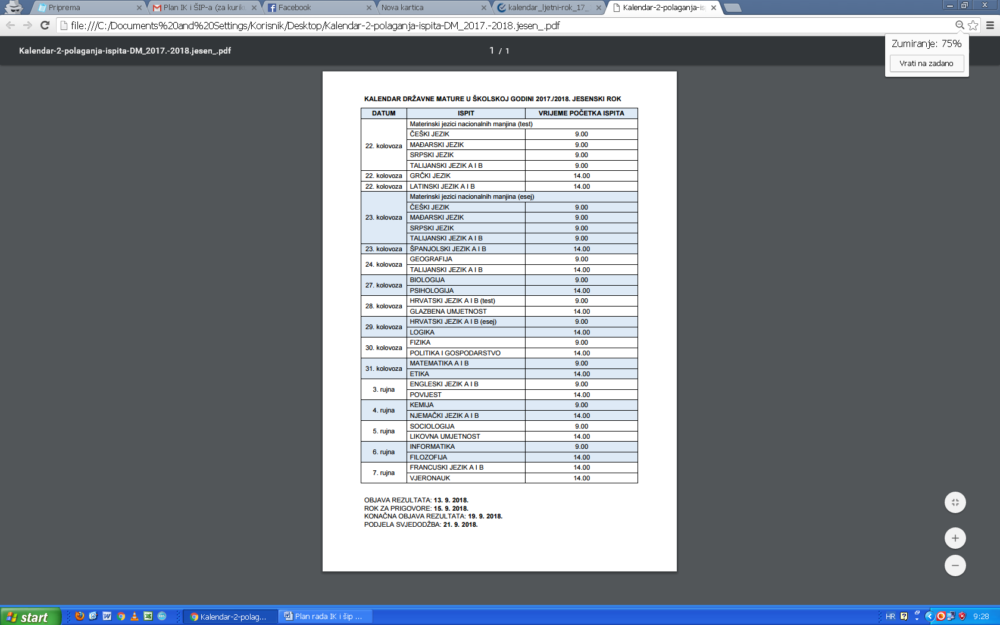 Priprema
Plan IK i ŠIP-a (za kuriku
Facebook
Nova kartica
kalendar_ljetni-rok_17_
Kalendar-2-polaganja-is
file:///C:/Documents%20and%20Settings/Korisnik/Desktop/Kalendar-2-polaganja-ispita-DM_2017.-2018.jesen_.pdf
Zumiranje: 75%
Vrati na zadano
Kalendar-2-polaganja-ispita-DM_2017.-2018.jesen_.pdf
1 / 1
KALENDAR DRŽAVNE MATURE U ŠKOLSKOJ GODINI 2017./2018. JESENSKI ROK
DATUM ISPIT VRIJEME POČETKA ISPITA
22. kolovoza Materinski jezici nacionalnih manjina (test)
ČEŠKI JEZIK 9.00
MAĐARSKI JEZIK 9.00
SRPSKI JEZIK 9.00
TALIJANSKI JEZIK A I B 9.00
22. kolovoza GRČKI JEZIK 14.00
22. kolovoza LATINSKI JEZIK A I B 14.00
23. kolovoza Materinski jezici nacionalnih manjina (esej)
ČEŠKI JEZIK 9.00
MAĐARSKI JEZIK 9.00
SRPSKI JEZIK 9.00
TALIJANSKI JEZIK A I B 9.00
23. kolovoza ŠPANJOLSKI JEZIK A I B 14.00
24. kolovoza GEOGRAFIJA 9.00
TALIJANSKI JEZIK A I B 14.00
27. kolovoza BIOLOGIJA 9.00
PSIHOLOGIJA 14.00
28. kolovoza HRVATSKI JEZIK A I B (test) 9.00
GLAZBENA UMJETNOST 14.00
29. kolovoza HRVATSKI JEZIK A I B (esej) 9.00
LOGIKA 14.00
30. kolovoza FIZIKA 9.00
POLITIKA I GOSPODARSTVO 14.00
31. kolovoza MATEMATIKA A I B 9.00
ETIKA 14.00
3. rujna ENGLESKI JEZIK A I B 9.00
POVIJEST 14.00
4. rujna KEMIJA 9.00
NJEMAČKI JEZIK A I B 14.00
5. rujna SOCIOLOGIJA 9.00
LIKOVNA UMJETNOST 14.00
6. rujna INFORMATIKA 9.00
FILOZOFIJA 14.00
7. rujna FRANCUSKI JEZIK A I B 14.00
VJERONAUK 14.00
OBJAVA REZULTATA: 13. 9. 2018.
ROK ZA PRIGOVORE: 15. 9. 2018.
KONAČNA OBJAVA REZULTATA: 19. 9. 2018.
PODJELA SVJEDODŽBA: 21. 9. 2018.
start
Kalendar-2-polag...
Plan rada IK i šip ...
HR
9:28